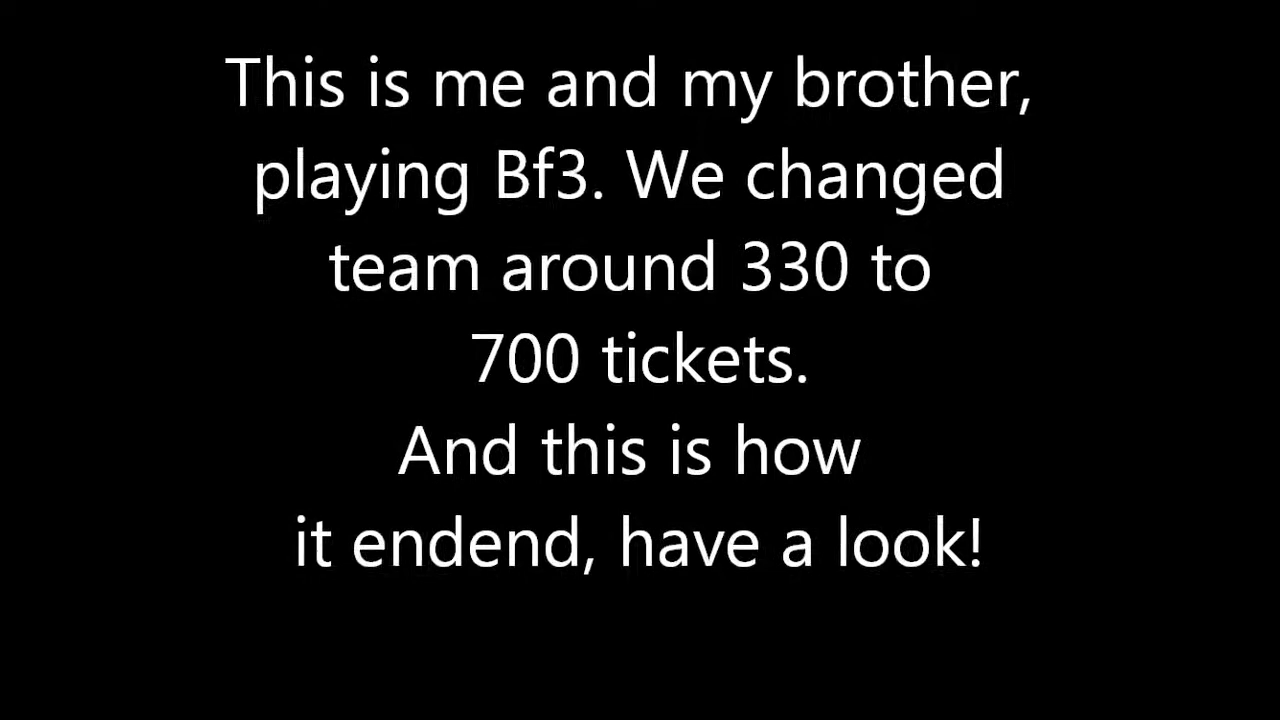 This is me and my brother,
playing Bf3. We changed
team around 330 to
700 tickets.
And this is how
it endend, have a look!